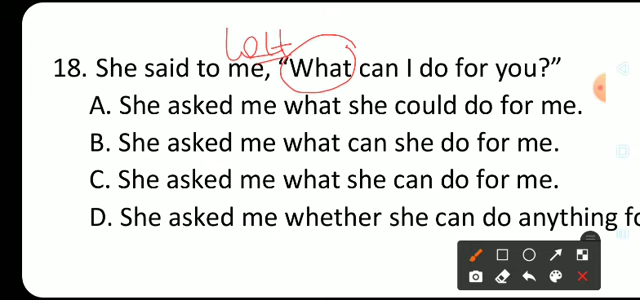 18. She said to me, “What can I do for you?”
A. She asked me what she could do for me.
B. She asked me what can she do for me.
C. She asked me what she can do for me.
D. She asked me whether she can do anything fo